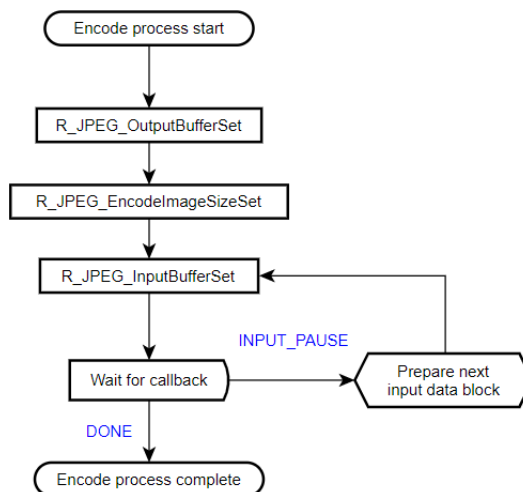 Encode process start
R_JPEG_OutputBufferSet
R_JPEG_EncodeImageSizeSet
R_JPEG_InputBufferSet
INPUT_PAUSE
Wait for callback
Prepare next
input data block
DONE
Encode process complete